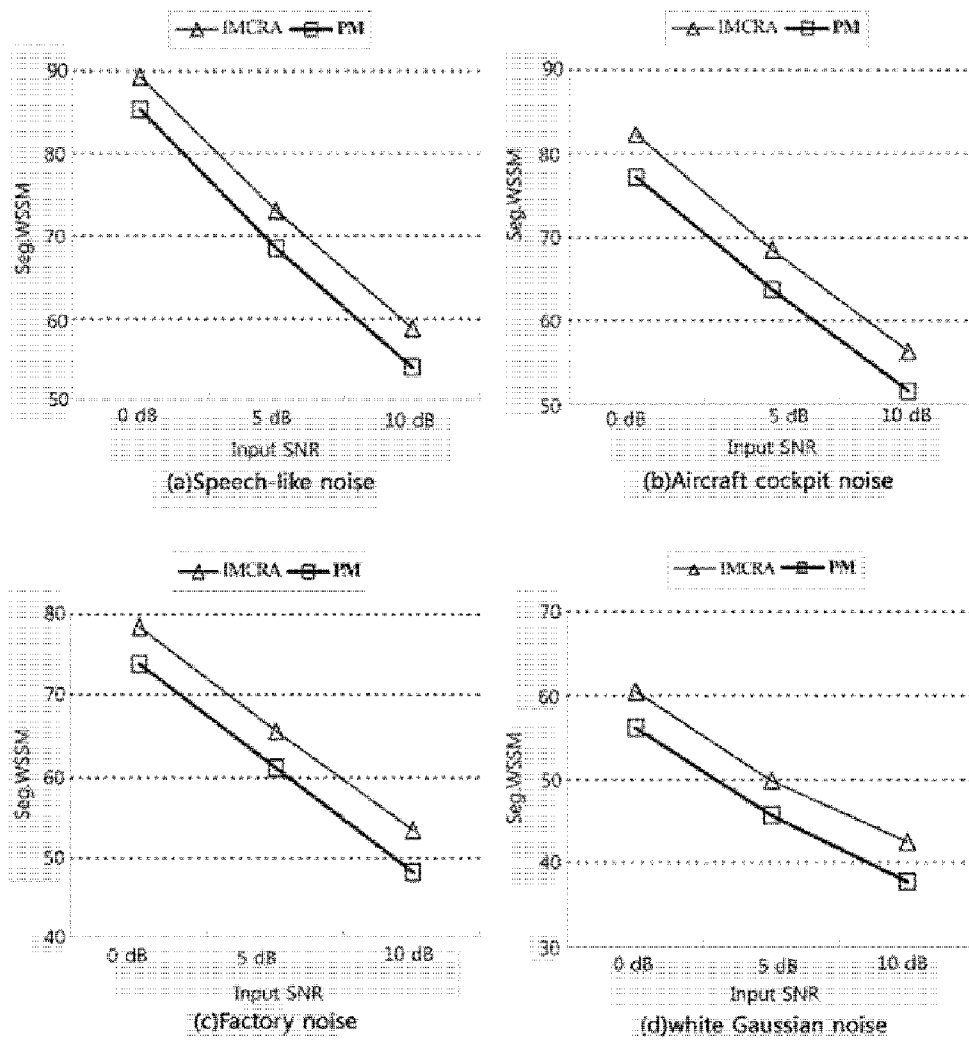 IMCRA PM
90
80
70
60
50
Seg.WSSM
0 dB 5 dB 10 dB
Input SNR
(a)Speech-like noise
IMCRA PM
90
80
70
60
50
Seg.WSSM
0 dB 5 dB 10 dB
Input SNR
(b)Aircraft cockpit noise
IMCRA PM
80
70
60
50
40
Seg.WSSM
0 dB 5 dB 10 dB
Input SNR
(c)Factory noise
IMCRA PM
70
60
50
40
30
Seg.WSSM
0 dB 5 dB 10 dB
Input SNR
(d)white Gaussian noise